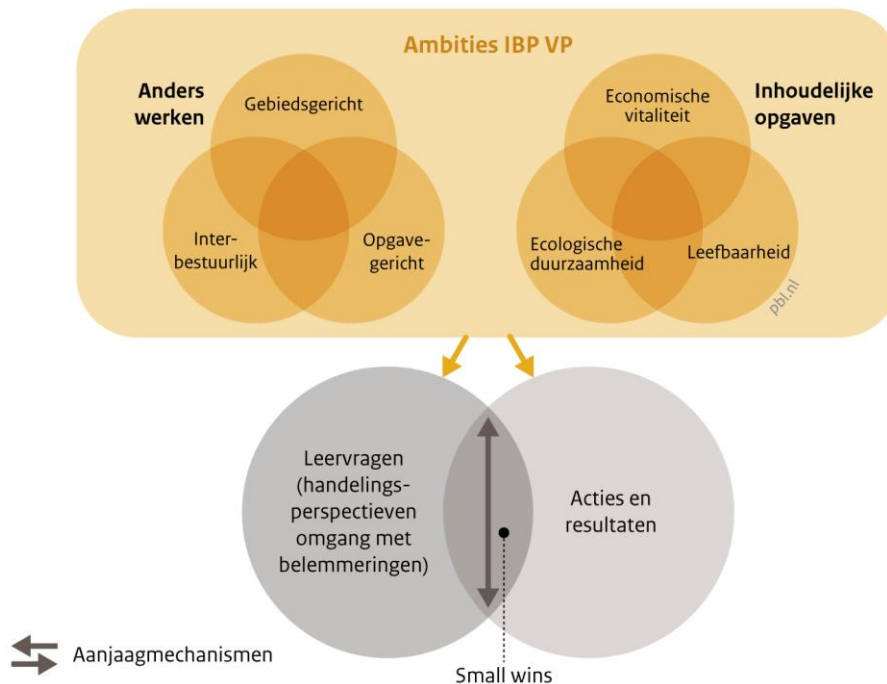 Ambities IBP VP
Anders
werken
Gebiedsgericht
Inter-
bestuurlijk
Opgave-
gericht
Economische
vitaliteit
Inhoudelijke
opgaven
Ecologische
duurzaamheid
Leefbaarheid
pbl.nl
Leervragen
(handelings-
perspectieven
omgang met
belemmeringen)
Acties en
resultaten
Aanjaagmechanismen
Small wins